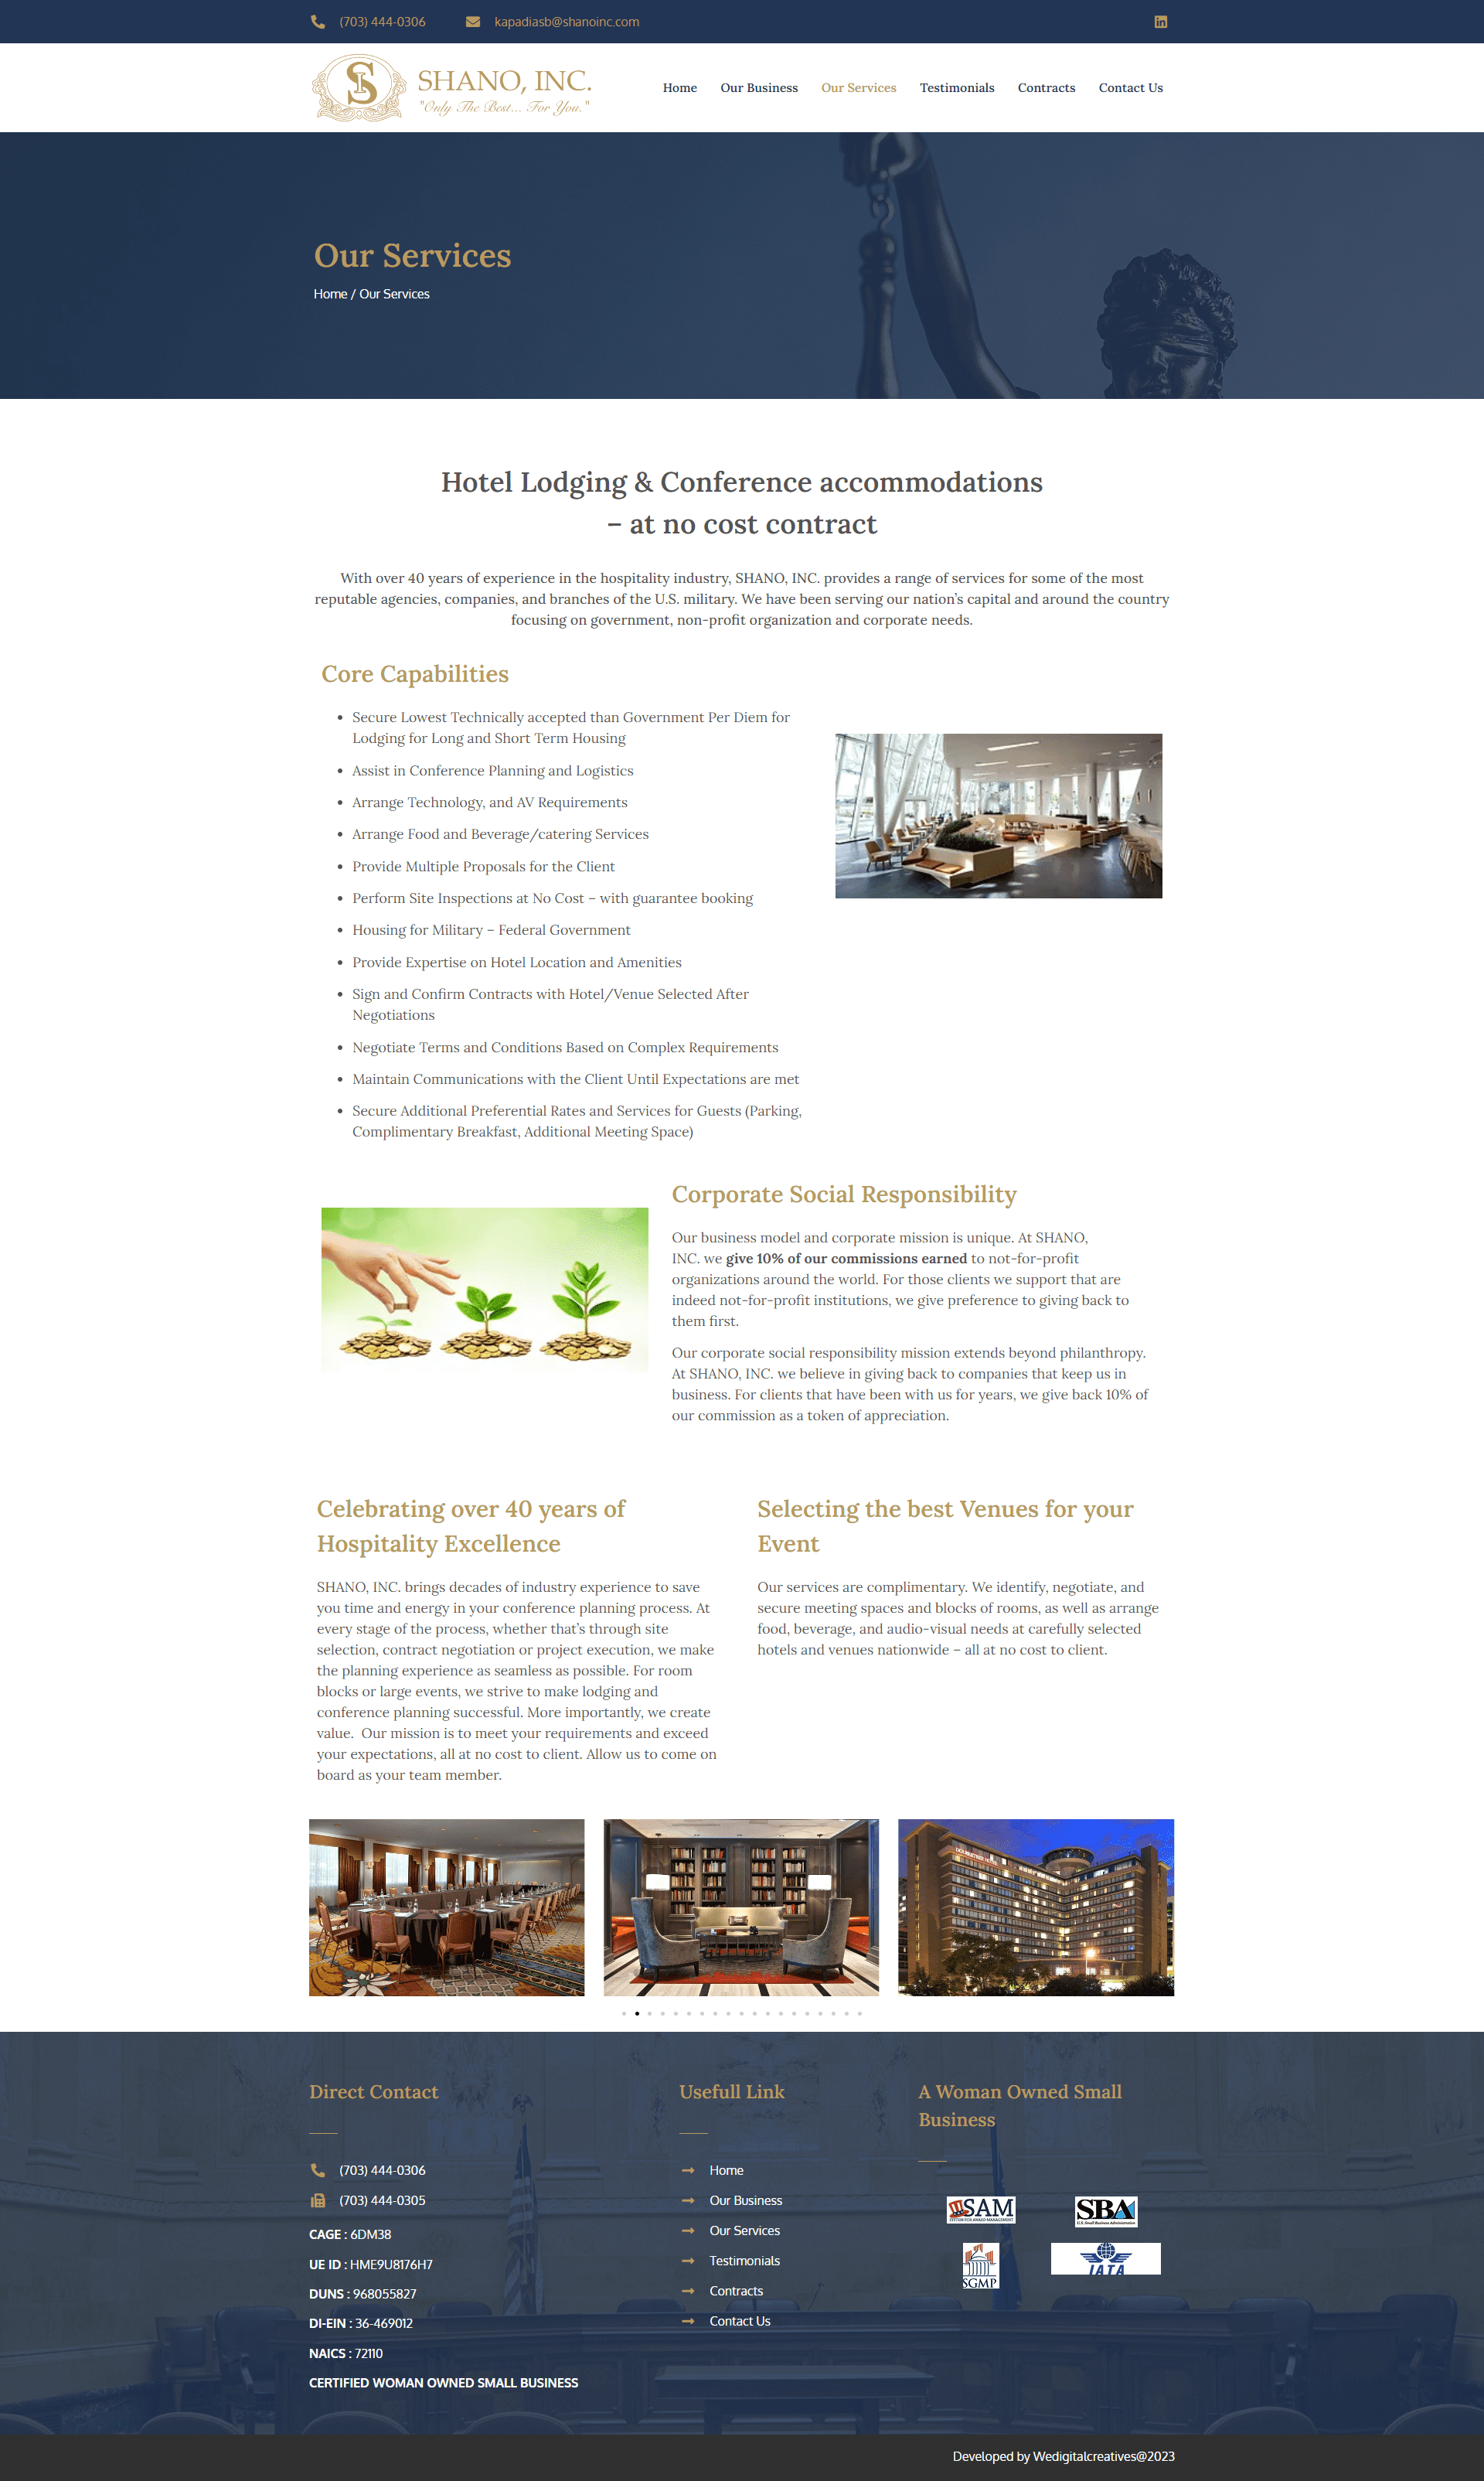 (703) 444-0306 kapadiasb@shanoinc.com
SHANO, INC.
"Only The Best... For You."
Home Our Business Our Services Testimonials Contracts Contact Us
Our Services
Home / Our Services
Hotel Lodging & Conference accommodations
– at no cost contract
With over 40 years of experience in the hospitality industry, SHANO, INC. provides a range of services for some of the most
reputable agencies, companies, and branches of the U.S. military. We have been serving our nation's capital and around the country
focusing on government, non-profit organization and corporate needs.
Core Capabilities
• Secure Lowest Technically accepted than Government Per Diem for
Lodging for Long and Short Term Housing
• Assist in Conference Planning and Logistics
• Arrange Technology, and AV Requirements
• Arrange Food and Beverage/catering Services
• Provide Multiple Proposals for the Client
• Perform Site Inspections at No Cost – with guarantee booking
• Housing for Military – Federal Government
• Provide Expertise on Hotel Location and Amenities
• Sign and Confirm Contracts with Hotel/Venue Selected After
Negotiations
• Negotiate Terms and Conditions Based on Complex Requirements
• Maintain Communications with the Client Until Expectations are met
• Secure Additional Preferential Rates and Services for Guests (Parking,
Complimentary Breakfast, Additional Meeting Space)
Corporate Social Responsibility
Our business model and corporate mission is unique. At SHANO,
INC. we give 10% of our commissions earned to not-for-profit
organizations around the world. For those clients we support that are
indeed not-for-profit institutions, we give preference to giving back to
them first.
Our corporate social responsibility mission extends beyond philanthropy.
At SHANO, INC. we believe in giving back to companies that keep us in
business. For clients that have been with us for years, we give back 10% of
our commission as a token of appreciation.
Celebrating over 40 years of
Hospitality Excellence
SHANO, INC. brings decades of industry experience to save
you time and energy in your conference planning process. At
every stage of the process, whether that's through site
selection, contract negotiation or project execution, we make
the planning experience as seamless as possible. For room
blocks or large events, we strive to make lodging and
conference planning successful. More importantly, we create
value. Our mission is to meet your requirements and exceed
your expectations, all at no cost to client. Allow us to come on
board as your team member.
Selecting the best Venues for your
Event
Our services are complimentary. We identify, negotiate, and
secure meeting spaces and blocks of rooms, as well as arrange
food, beverage, and audio-visual needs at carefully selected
hotels and venues nationwide – all at no cost to client.
Direct Contact
(703) 444-0306
(703) 444-0305
CAGE : 6DM38
UE ID : HME9U8176H7
DUNS : 968055827
DI-EIN : 36-469012
NAICS : 72110
CERTIFIED WOMAN OWNED SMALL BUSINESS
Usefull Link
Home
Our Business
Our Services
Testimonials
Contracts
Contact Us
A Woman Owned Small
Business
SAM
SBA
U.S. Small Business Administration
SGMP
IATA
Developed by Wedigitalcreatives@2023